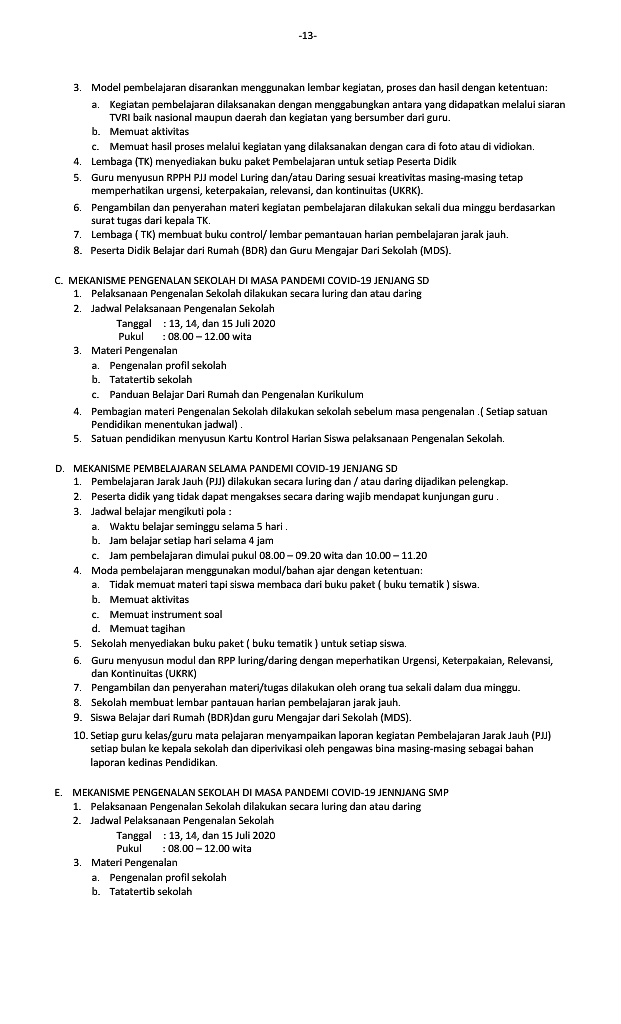 -13-
3. Model pembelajaran disarankan menggunakan lembar kegiatan, proses dan hasil dengan ketentuan:
a. Kegiatan pembelajaran dilaksanakan dengan menggabungkan antara yang didapatkan melalui siaran
TVRI baik nasional maupun daerah dan kegiatan yang bersumber dari guru.
b. Memuat aktivitas
c. Memuat hasil proses melalui kegiatan yang dilaksanakan dengan cara di foto atau di vidiokan.
4. Lembaga (TK) menyediakan buku paket Pembelajaran untuk setiap Peserta Didik
5. Guru menyusun RPPH PJJ model Luring dan/atau Daring sesuai kreativitas masing-masing tetap
memperhatikan urgensi, keterpakaian, relevansi, dan kontinuitas (UKRK).
6. Pengambilan dan penyerahan materi kegiatan pembelajaran dilakukan sekali dua minggu berdasarkan
surat tugas dari kepala TK.
7. Lembaga ( TK) membuat buku control/ lembar pemantauan harian pembelajaran jarak jauh.
8. Peserta Didik Belajar dari Rumah (BDR) dan Guru Mengajar Dari Sekolah (MDS).
C. MEKANISME PENGENALAN SEKOLAH DI MASA PANDEMI COVID-19 JENJANG SD
1. Pelaksanaan Pengenalan Sekolah dilakukan secara luring dan atau daring
2. Jadwal Pelaksanaan Pengenalan Sekolah
Tanggal : 13, 14, dan 15 Juli 2020
Pukul : 08.00 – 12.00 wita
3. Materi Pengenalan
a. Pengenalan profil sekolah
b. Tatatertib sekolah
c. Panduan Belajar Dari Rumah dan Pengenalan Kurikulum
4. Pembagian materi Pengenalan Sekolah dilakukan sekolah sebelum masa pengenalan .( Setiap satuan
Pendidikan menentukan jadwal) .
5. Satuan pendidikan menyusun Kartu Kontrol Harian Siswa pelaksanaan Pengenalan Sekolah.
D. MEKANISME PEMBELAJARAN SELAMA PANDEMI COVID-19 JENJANG SD
1. Pembelajaran Jarak Jauh (PJJ) dilakukan secara luring dan / atau daring dijadikan pelengkap.
2. Peserta didik yang tidak dapat mengakses secara daring wajib mendapat kunjungan guru .
3. Jadwal belajar mengikuti pola :
a. Waktu belajar seminggu selama 5 hari .
b. Jam belajar setiap hari selama 4 jam
c. Jam pembelajaran dimulai pukul 08.00 – 09.20 wita dan 10.00 – 11.20
4. Moda pembelajaran menggunakan modul/bahan ajar dengan ketentuan:
a. Tidak memuat materi tapi siswa membaca dari buku paket ( buku tematik ) siswa.
b. Memuat aktivitas
c. Memuat instrument soal
d. Memuat tagihan
5. Sekolah menyediakan buku paket ( buku tematik ) untuk setiap siswa.
6. Guru menyusun modul dan RPP luring/daring dengan meperhatikan Urgensi, Keterpakaian, Relevansi,
dan Kontinuitas (UKRK)
7. Pengambilan dan penyerahan materi/tugas dilakukan oleh orang tua sekali dalam dua minggu.
8. Sekolah membuat lembar pantauan harian pembelajaran jarak jauh.
9. Siswa Belajar dari Rumah (BDR)dan guru Mengajar dari Sekolah (MDS).
10. Setiap guru kelas/guru mata pelajaran menyampaikan laporan kegiatan Pembelajaran Jarak Jauh (PJJ)
setiap bulan ke kepala sekolah dan diperivikasi oleh pengawas bina masing-masing sebagai bahan
laporan kedinas Pendidikan.
E. MEKANISME PENGENALAN SEKOLAH DI MASA PANDEMI COVID-19 JENNJANG SMP
1. Pelaksanaan Pengenalan Sekolah dilakukan secara luring dan atau daring
2. Jadwal Pelaksanaan Pengenalan Sekolah
Tanggal : 13, 14, dan 15 Juli 2020
Pukul : 08.00 – 12.00 wita
3. Materi Pengenalan
a. Pengenalan profil sekolah
b. Tatatertib sekolah